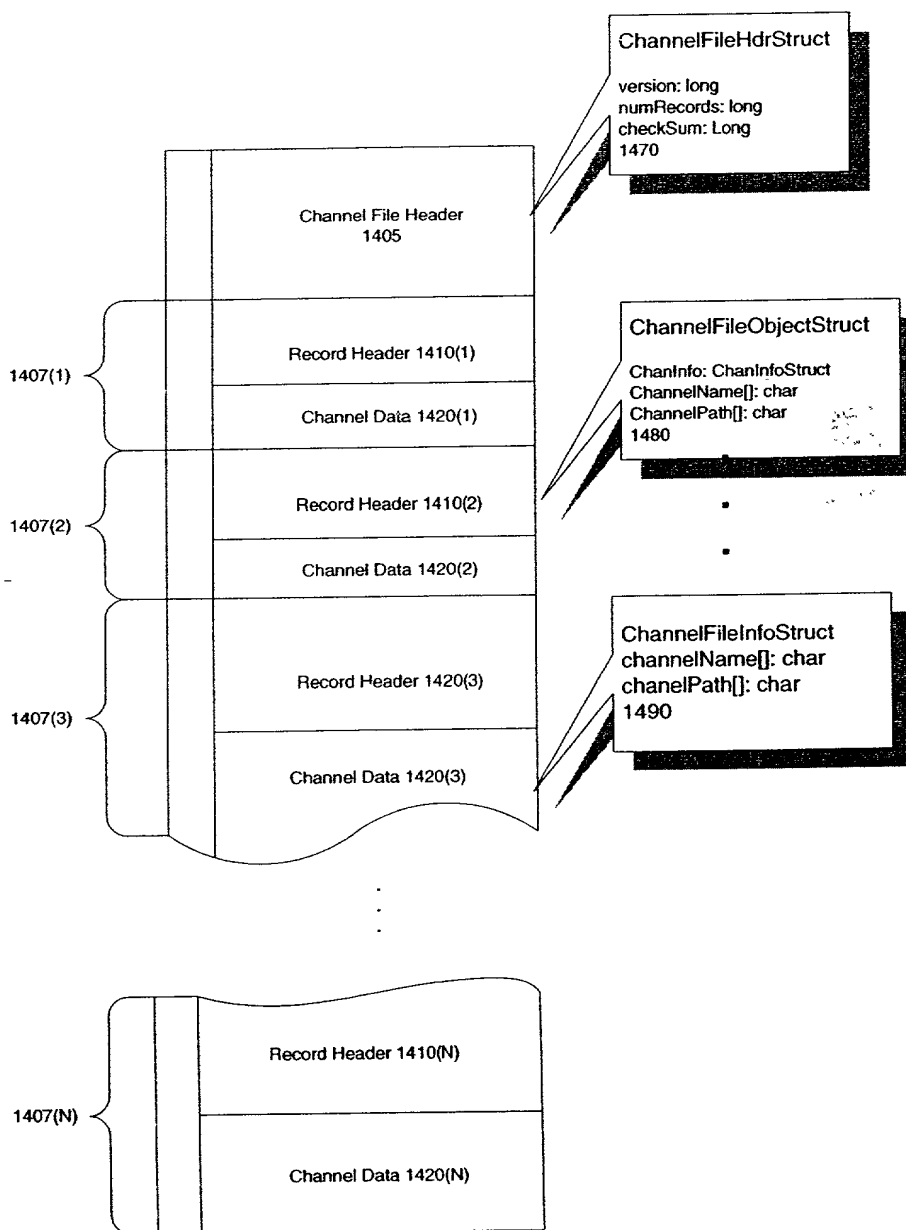 ChannelFileHdrStruct
version: long
numRecords: long
checkSum: Long
1470
Channel File Header
1405
1407(1)
Record Header 1410(1)
Channel Data 1420(1)
ChannelFileObjectStruct
ChanInfo: ChanInfoStruct
ChannelName[]: char
ChannelPath[]: char
1480
1407(2)
Record Header 1410(2)
Channel Data 1420(2)
1407(3)
Record Header 1420(3)
Channel Data 1420(3)
ChannelFileInfoStruct
channelName[]: char
chanelPath[]: char
1490
1407(N)
Record Header 1410(N)
Channel Data 1420(N)